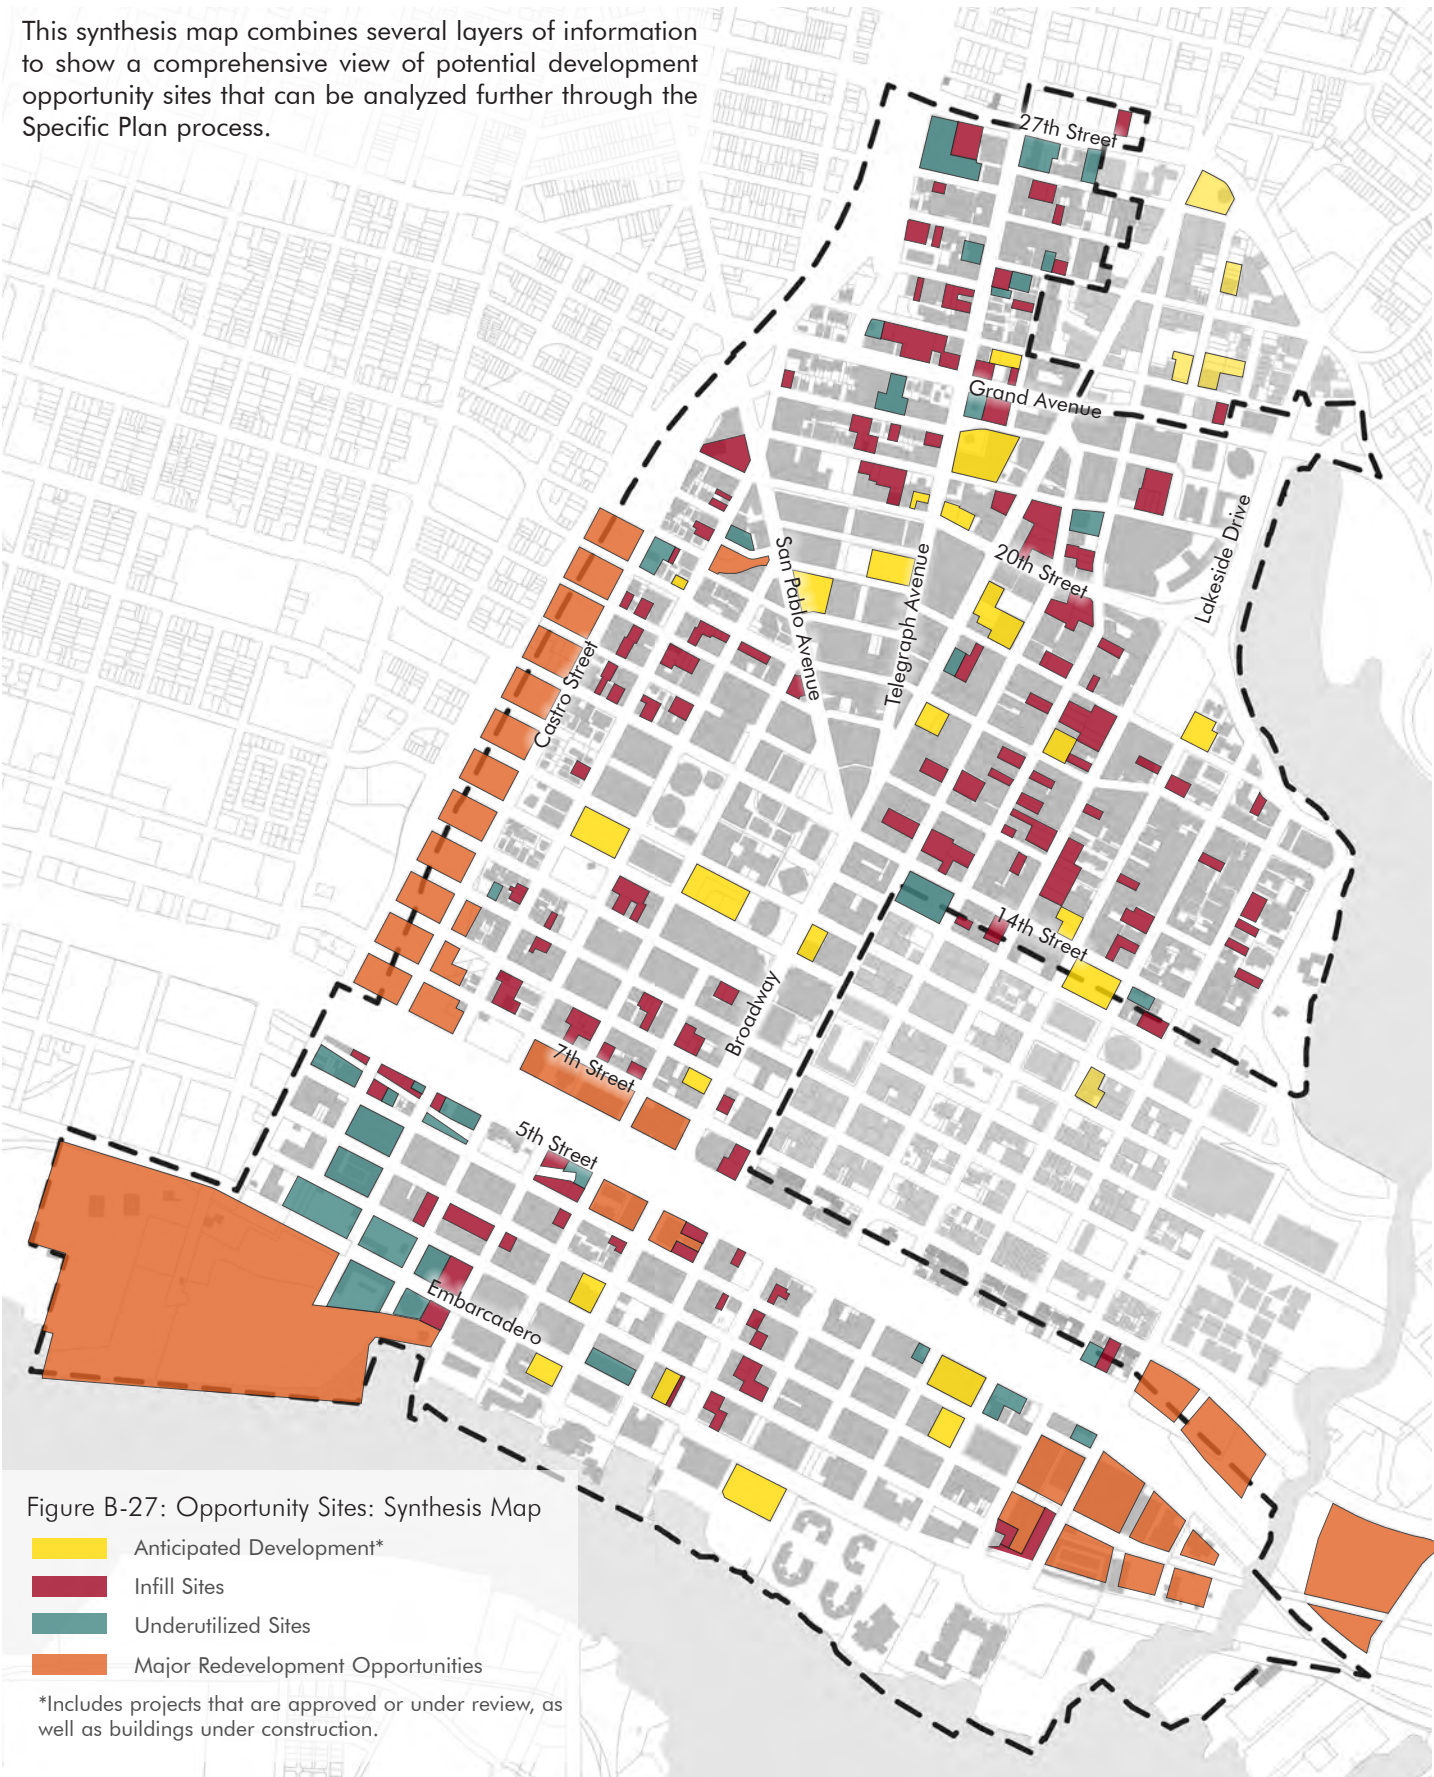 This synthesis map combines several layers of information
to show a comprehensive view of potential development
opportunity sites that can be analyzed further through the
Specific Plan process.
27th Street
Grand Avenue
Lakeside Drive
San Pablo Avenue
Telegraph Avenue
20th Street
Castro Street
14th Street
Broadway
7th Street
5th Street
Embarcadero
Figure B-27: Opportunity Sites: Synthesis Map
Anticipated Development*
Infill Sites
Underutilized Sites
Major Redevelopment Opportunities
*Includes projects that are approved or under review, as
well as buildings under construction.